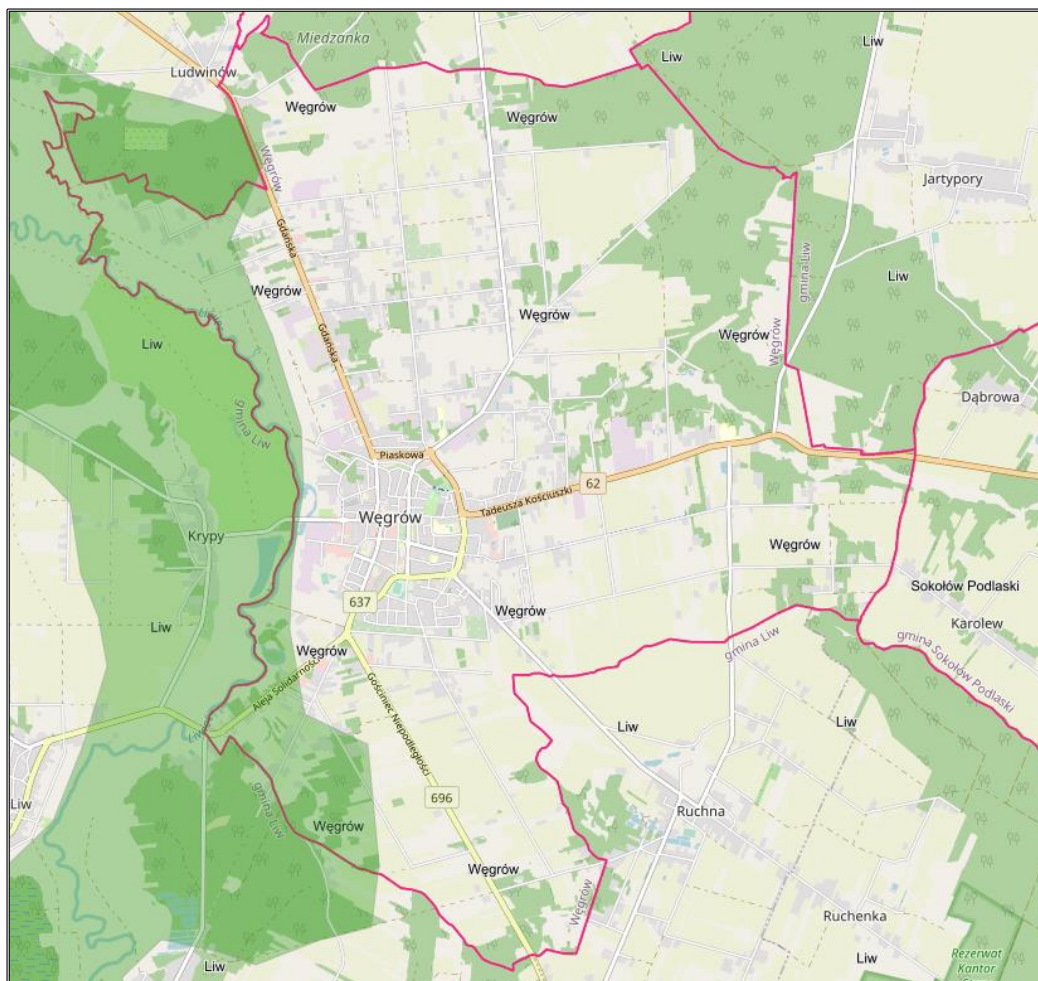 Miedzanka
Liw
Liw
Ludwinów
Węgrów
Węgrów
Węgrów
Jartypory
Gdańska
gmina Liw
Liw
Węgrów
Węgrów
Gdańska
Węgrów
Węgrów
Liw
gmina Liw
Dąbrowa
Piaskowa
62
Tadeusza Kościuszki
Węgrów
Krypy
Węgrów
Sokołów Podlaski
637
Węgrów
Karolew
Liw
Węgrów
gmina Liw
gmina Sokołów Podlaski
Aleja Solidarności
Gościniec Niepodległości
Liw
Liw
Liw
gmina Liw
696
Liw
Ruchna
Węgrów
Węgrów
Węgrów
Ruchenka
Liw
Liw
Rezerwat
Kantor